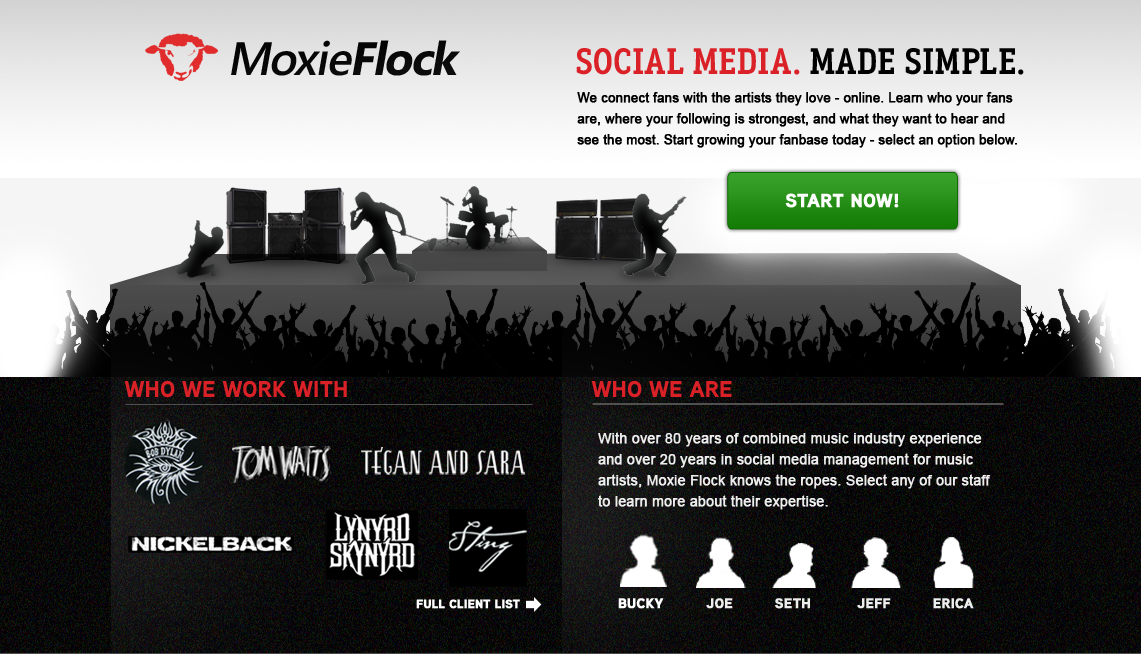 MoxieFlock
SOCIAL MEDIA. MADE SIMPLE.
We connect fans with the artists they love - online. Learn who your fans
are, where your following is strongest, and what they want to hear and
see the most. Start growing your fanbase today - select an option below.
START NOW!
WHO WE WORK WITH
BOB DYLAN
TOM WAITS
TEGAN AND SARA
NICKELBACK
LYNYRD
SKYNYRD
Sting
FULL CLIENT LIST
WHO WE ARE
With over 80 years of combined music industry experience
and over 20 years in social media management for music
artists, Moxie Flock knows the ropes. Select any of our staff
to learn more about their expertise.
BUCKY JOE SETH JEFF ERICA